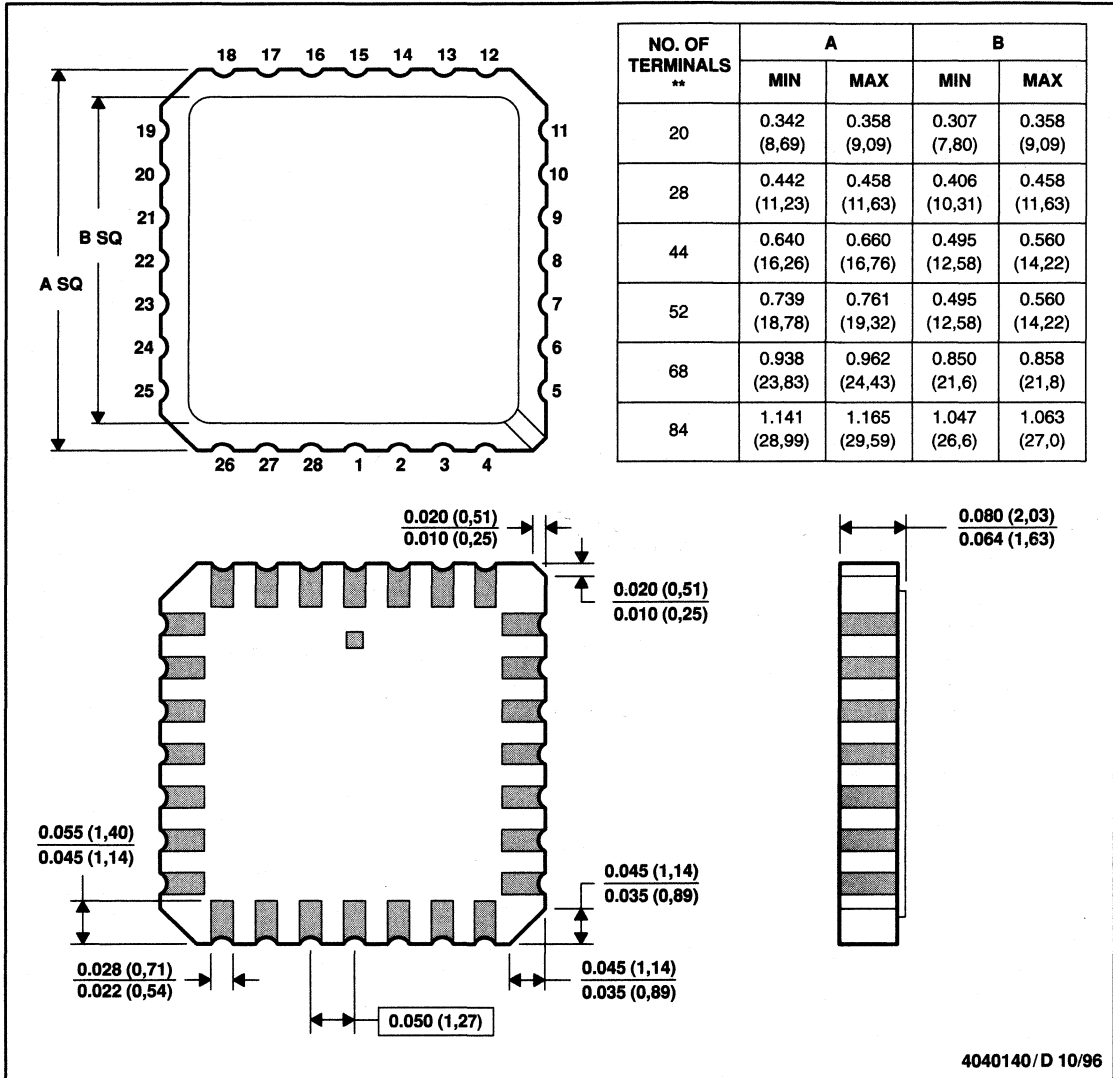 18 17 16 15 14 13 12
19
20
21
22
23
24
25
11
10
9
8
7
6
5
26 27 28 1 2 3 4
A SQ
B SQ
NO. OF TERMINALS ** A B
MIN MAX MIN MAX
20 0.342 (8,69) 0.358 (9,09) 0.307 (7,80) 0.358 (9,09)
28 0.442 (11,23) 0.458 (11,63) 0.406 (10,31) 0.458 (11,63)
44 0.640 (16,26) 0.660 (16,76) 0.495 (12,58) 0.560 (14,22)
52 0.739 (18,78) 0.761 (19,32) 0.495 (12,58) 0.560 (14,22)
68 0.938 (23,83) 0.962 (24,43) 0.850 (21,6) 0.858 (21,8)
84 1.141 (28,99) 1.165 (29,59) 1.047 (26,6) 1.063 (27,0)
0.020 (0,51)
0.010 (0,25)
0.020 (0,51)
0.010 (0,25)
0.080 (2,03)
0.064 (1,63)
0.055 (1,40)
0.045 (1,14)
0.045 (1,14)
0.035 (0,89)
0.028 (0,71)
0.022 (0,54)
0.045 (1,14)
0.035 (0,89)
0.050 (1,27)
4040140/D 10/96